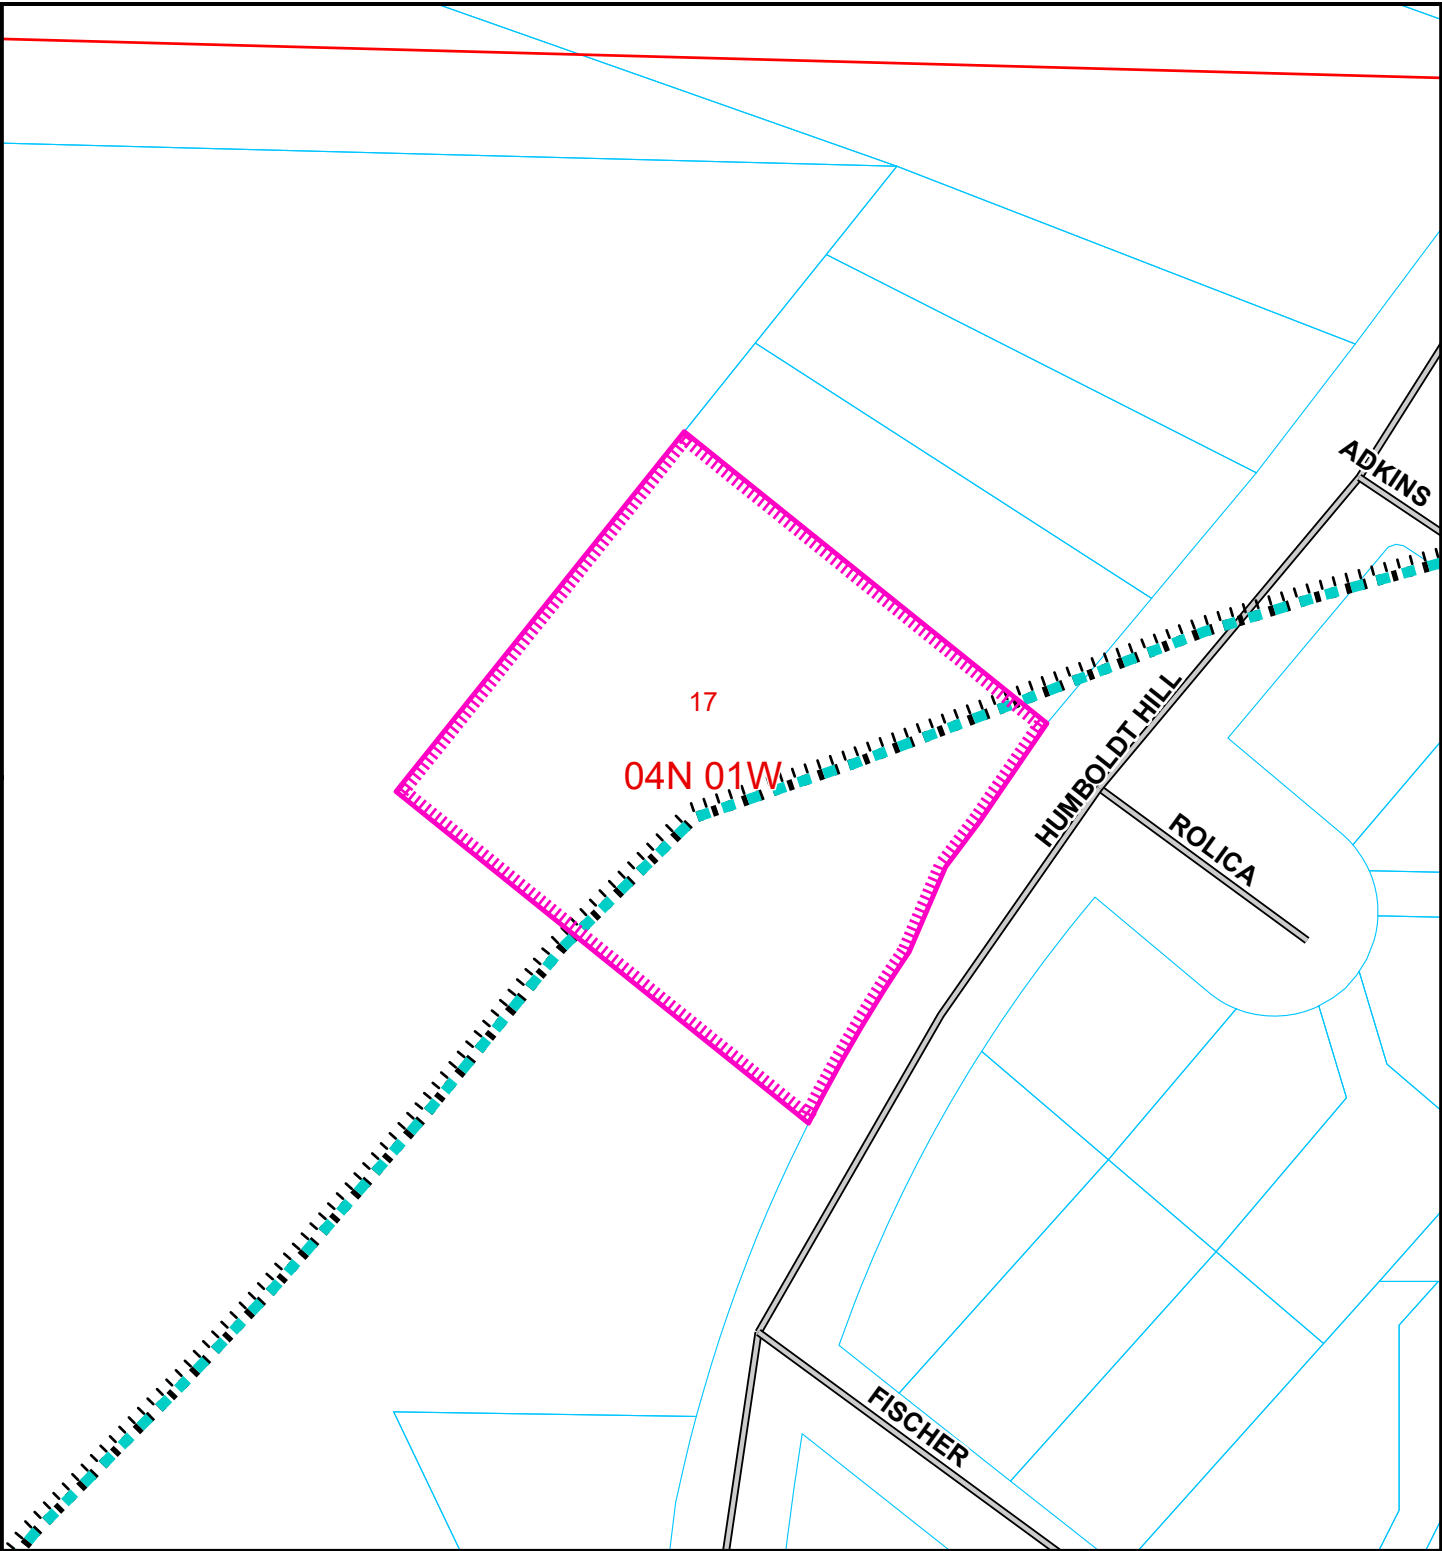 ADKINS
17
04N 01W
HUMBOLDT HILL
ROLICA
FISCHER